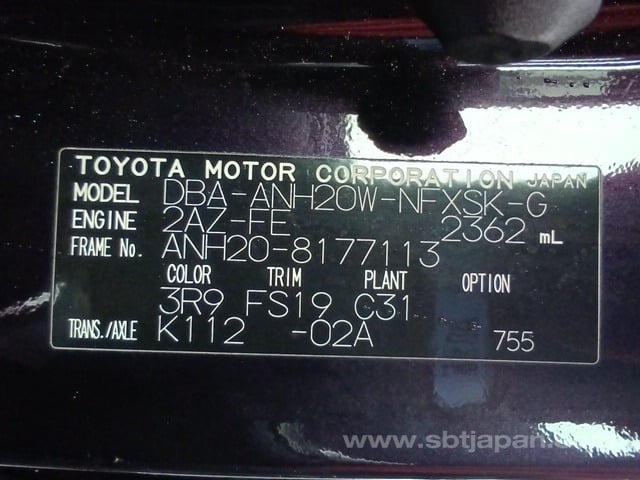 TOYOTA MOTOR CORPORATION JAPAN
MODEL DBA-ANH20W-NFXSK-G
ENGINE 2AZ-FE 2362 mL
FRAME No. ANH20-8177113
COLOR TRIM PLANT OPTION
3R9 FS19 C31
TRANS./AXLE K112 -02A 755
www.sbtjapan.com